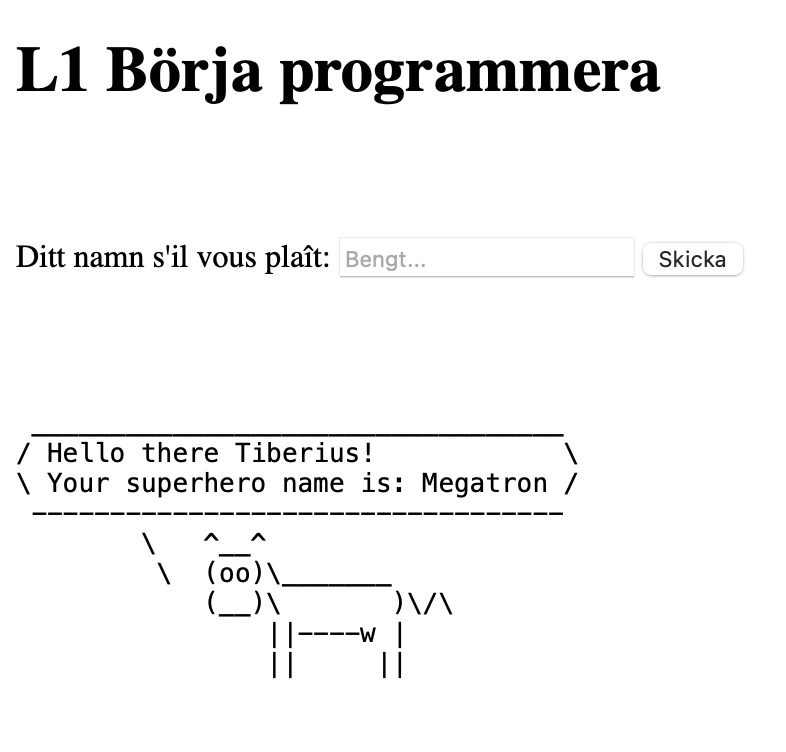 L1 Börja programmera
Ditt namn s'il vous plaît: Bengt... Skicka
 __________________________________
/ Hello there Tiberius!            \
\ Your superhero name is: Megatron /
 ----------------------------------
        \   ^__^
         \  (oo)\_______
            (__)\       )\/\
                ||----w |
                ||     ||